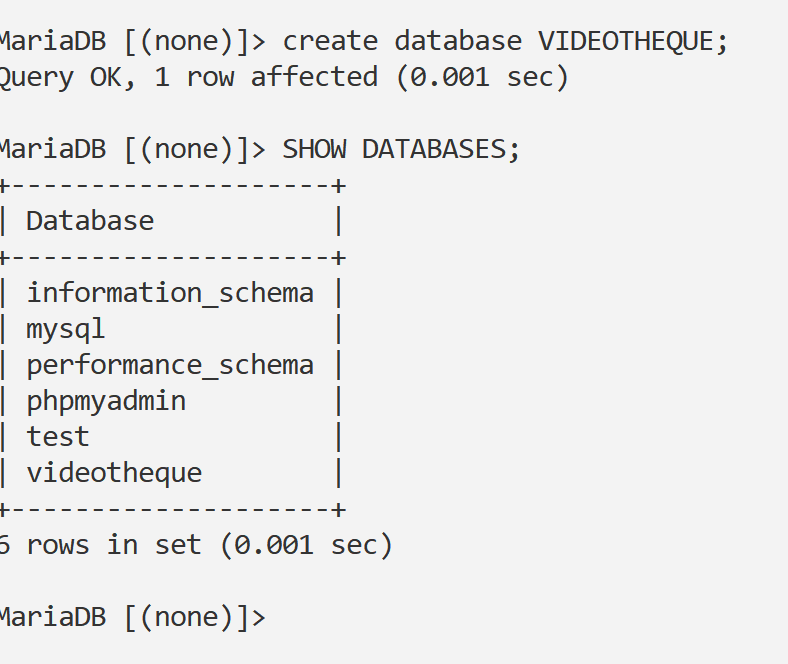 MariaDB [(none)]> create database VIDEOTHEQUE;
Query OK, 1 row affected (0.001 sec)
MariaDB [(none)]> SHOW DATABASES;
+--------------------+
| Database           |
+--------------------+
| information_schema |
| mysql              |
| performance_schema |
| phpmyadmin         |
| test               |
| videotheque        |
+--------------------+
6 rows in set (0.001 sec)
MariaDB [(none)]>